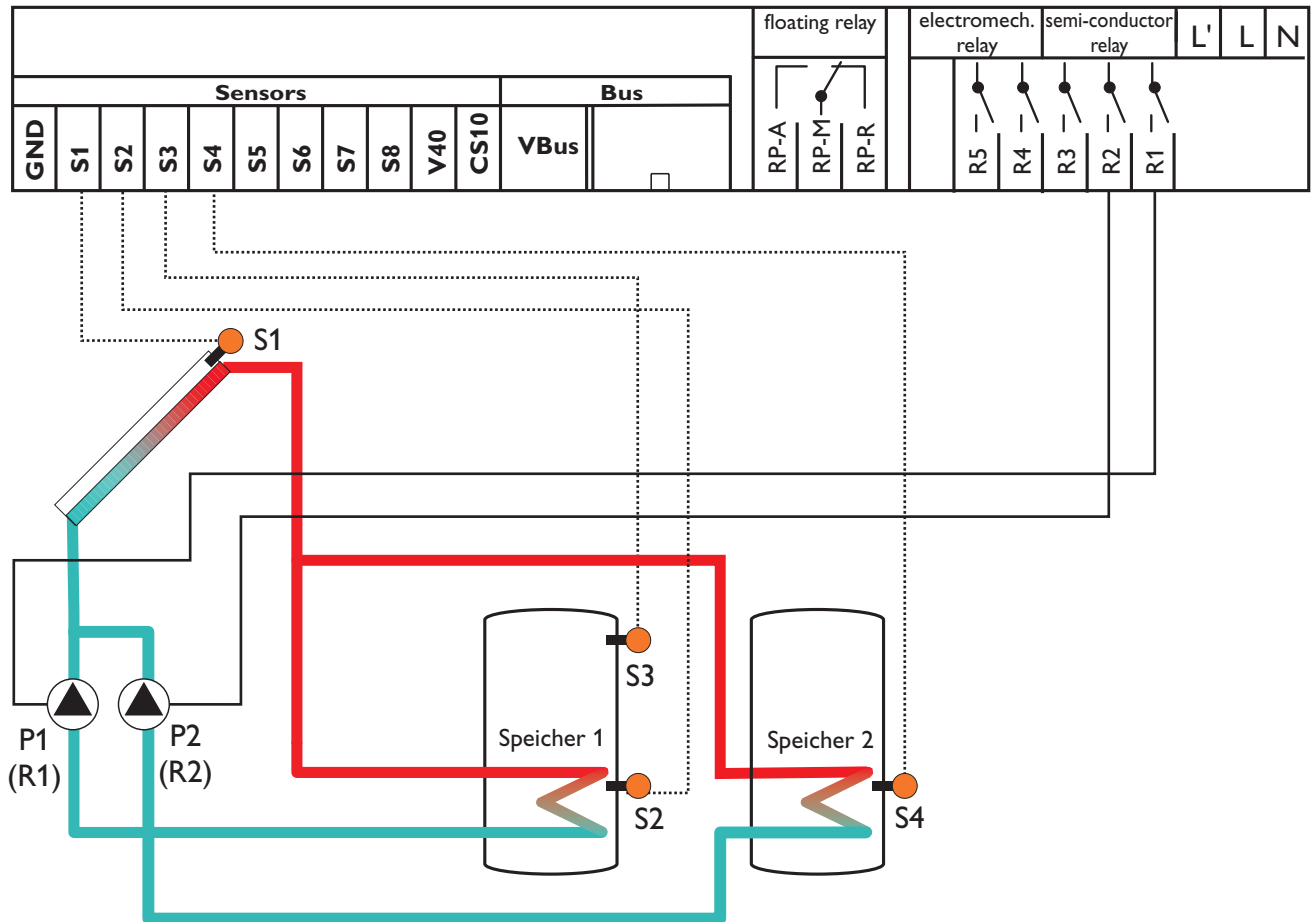 floating relay
electromech.
relay
semi-conductor
relay
L'
L
N
Sensors
Bus
GND
S1
S2
S3
S4
S5
S6
S7
S8
V40
CS10
VBus
RP-A
RP-M
RP-R
R5
R4
R3
R2
R1
S1
S3
P1
(R1)
P2
(R2)
Speicher 1
Speicher 2
S2
S4